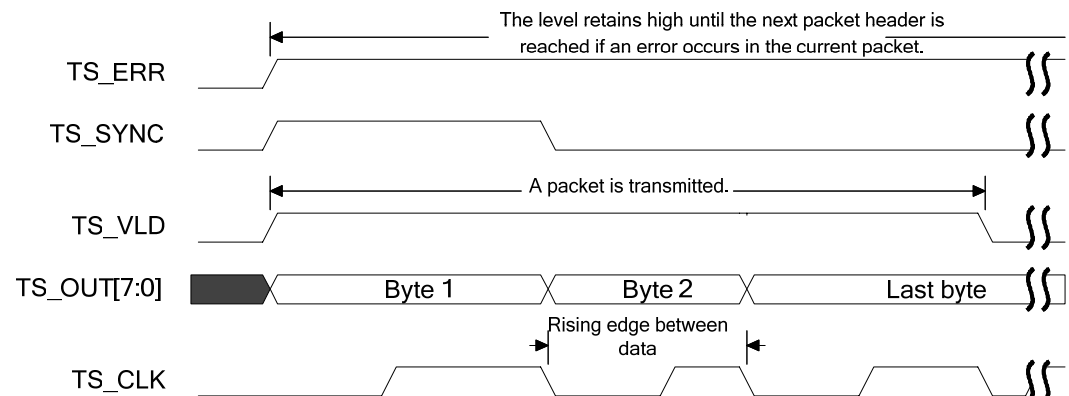 The level retains high until the next packet header is
reached if an error occurs in the current packet.
TS_ERR
TS_SYNC
A packet is transmitted.
TS_VLD
TS_OUT[7:0]
Byte 1
Byte 2
Last byte
Rising edge between
data
TS_CLK